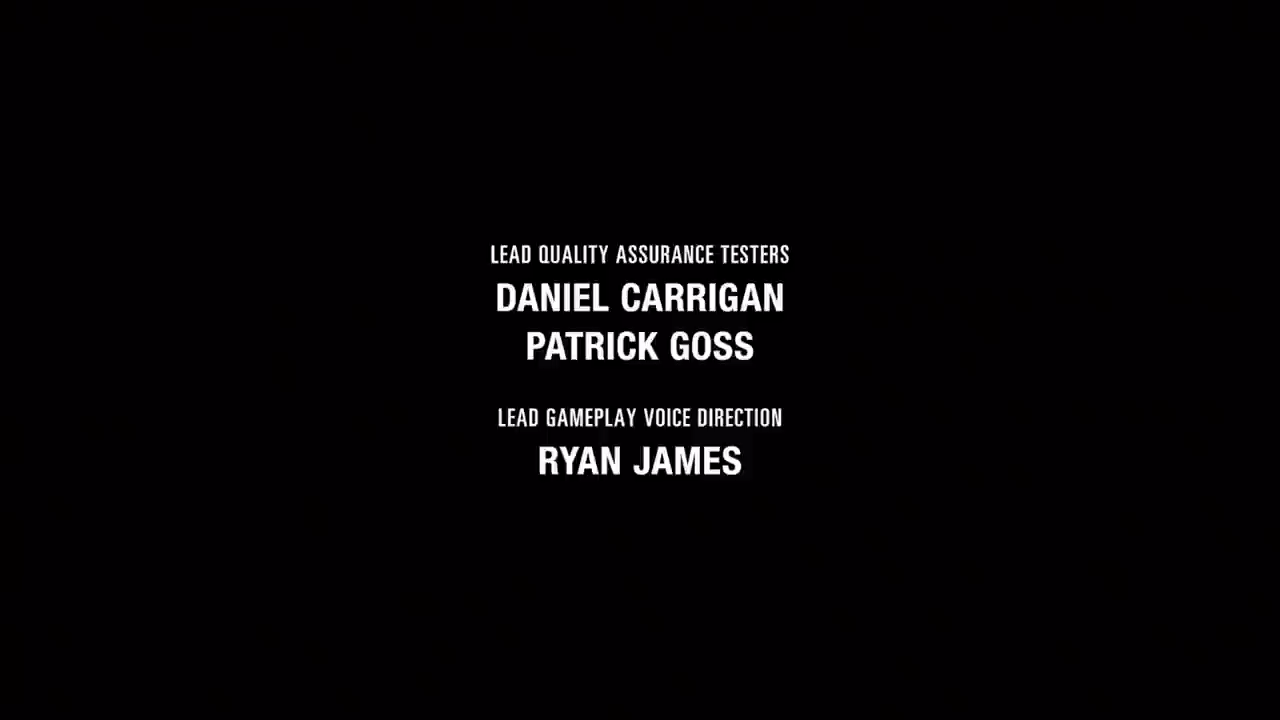 LEAD QUALITY ASSURANCE TESTERS
DANIEL CARRIGAN
PATRICK GOSS
LEAD GAMEPLAY VOICE DIRECTION
RYAN JAMES